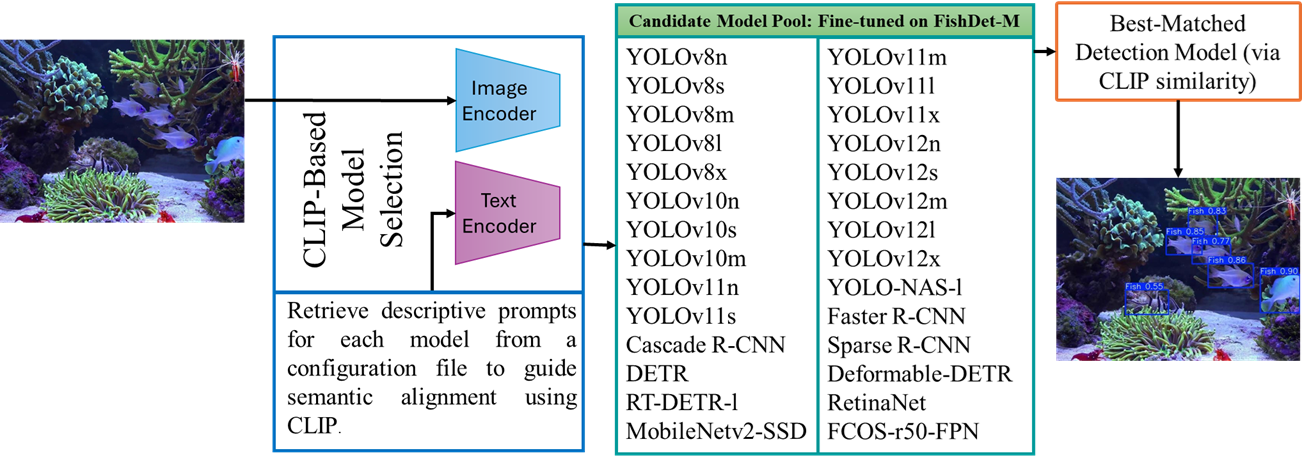 CLIP-Based
Model
Selection
Image
Encoder
Text
Encoder
Retrieve descriptive prompts
for each model from a
configuration file to guide
semantic alignment using
CLIP.
Candidate Model Pool: Fine-tuned on FishDet-M
YOLOv8n
YOLOv8s
YOLOv8m
YOLOv8l
YOLOv8x
YOLOv10n
YOLOv10s
YOLOv10m
YOLOv11n
YOLOv11s
Cascade R-CNN
DETR
RT-DETR-l
MobileNetv2-SSD
YOLOv11m
YOLOv11l
YOLOv11x
YOLOv12n
YOLOv12s
YOLOv12m
YOLOv12l
YOLOv12x
YOLO-NAS-l
Faster R-CNN
Sparse R-CNN
Deformable-DETR
RetinaNet
FCOS-r50-FPN
Best-Matched
Detection Model (via
CLIP similarity)
Fish 0.83
Fish 0.85
Fish 0.77
Fish 0.86
Fish 0.90
Fish 0.55